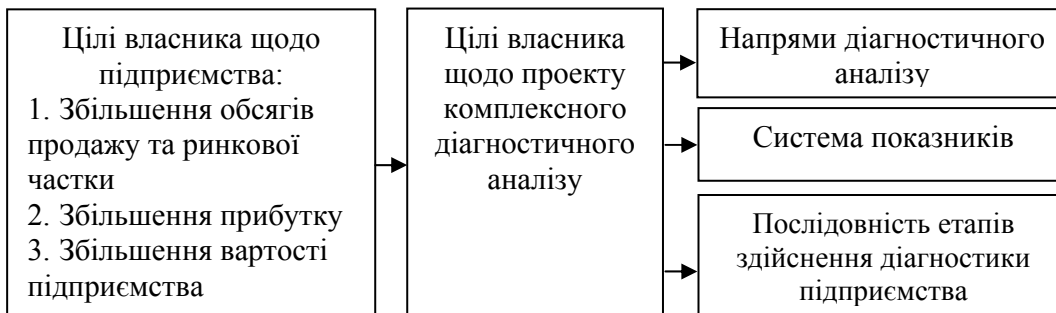 Цілі власника щодо
підприємства:
1. Збільшення обсягів
продажу та ринкової
частки
2. Збільшення прибутку
3. Збільшення вартості
підприємства
Цілі власника
щодо проекту
комплексного
діагностичного
аналізу
Напрями діагностичного
аналізу
Система показників
Послідовність етапів
здійснення діагностики
підприємства